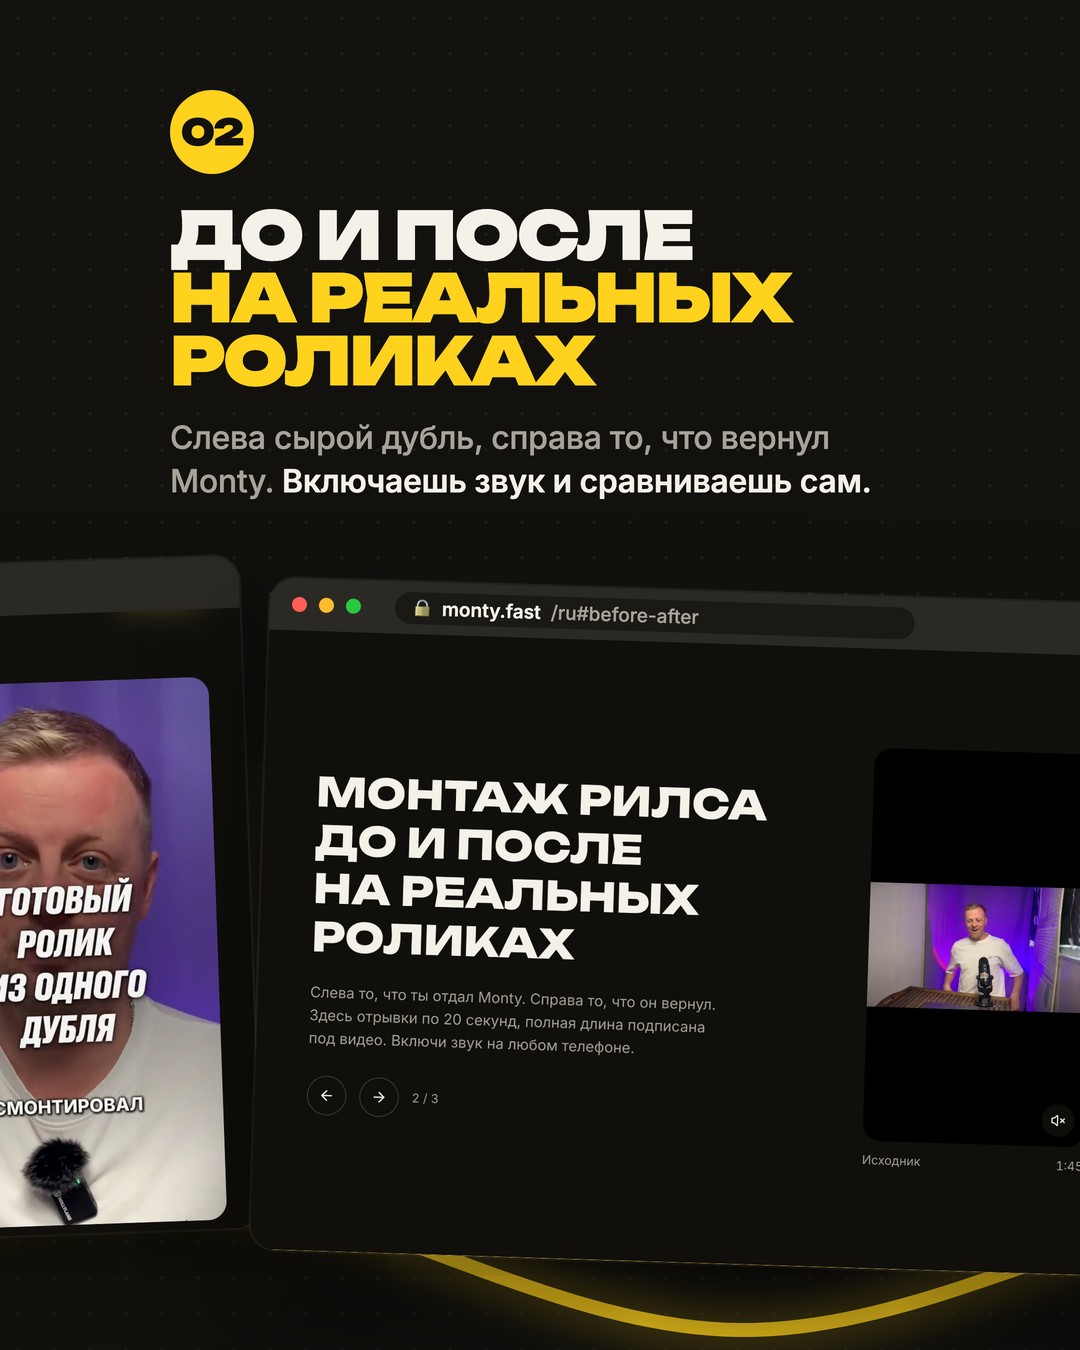 02
ДО И ПОСЛЕ
НА РЕАЛЬНЫХ
РОЛИКАХ
Слева сырой дубль, справа то, что вернул
Monty. Включаешь звук и сравниваешь сам.
monty.fast /ru#before-after
ГОТОВЫЙ
РОЛИК
ИЗ ОДНОГО
ДУБЛЯ
СМОНТИРОВАЛ
МОНТАЖ РИЛСА
ДО И ПОСЛЕ
НА РЕАЛЬНЫХ
РОЛИКАХ
Слева то, что ты отдал Monty. Справа то, что он вернул.
Здесь отрывки по 20 секунд, полная длина подписана
под видео. Включи звук на любом телефоне.
2 / 3
Исходник
1:45